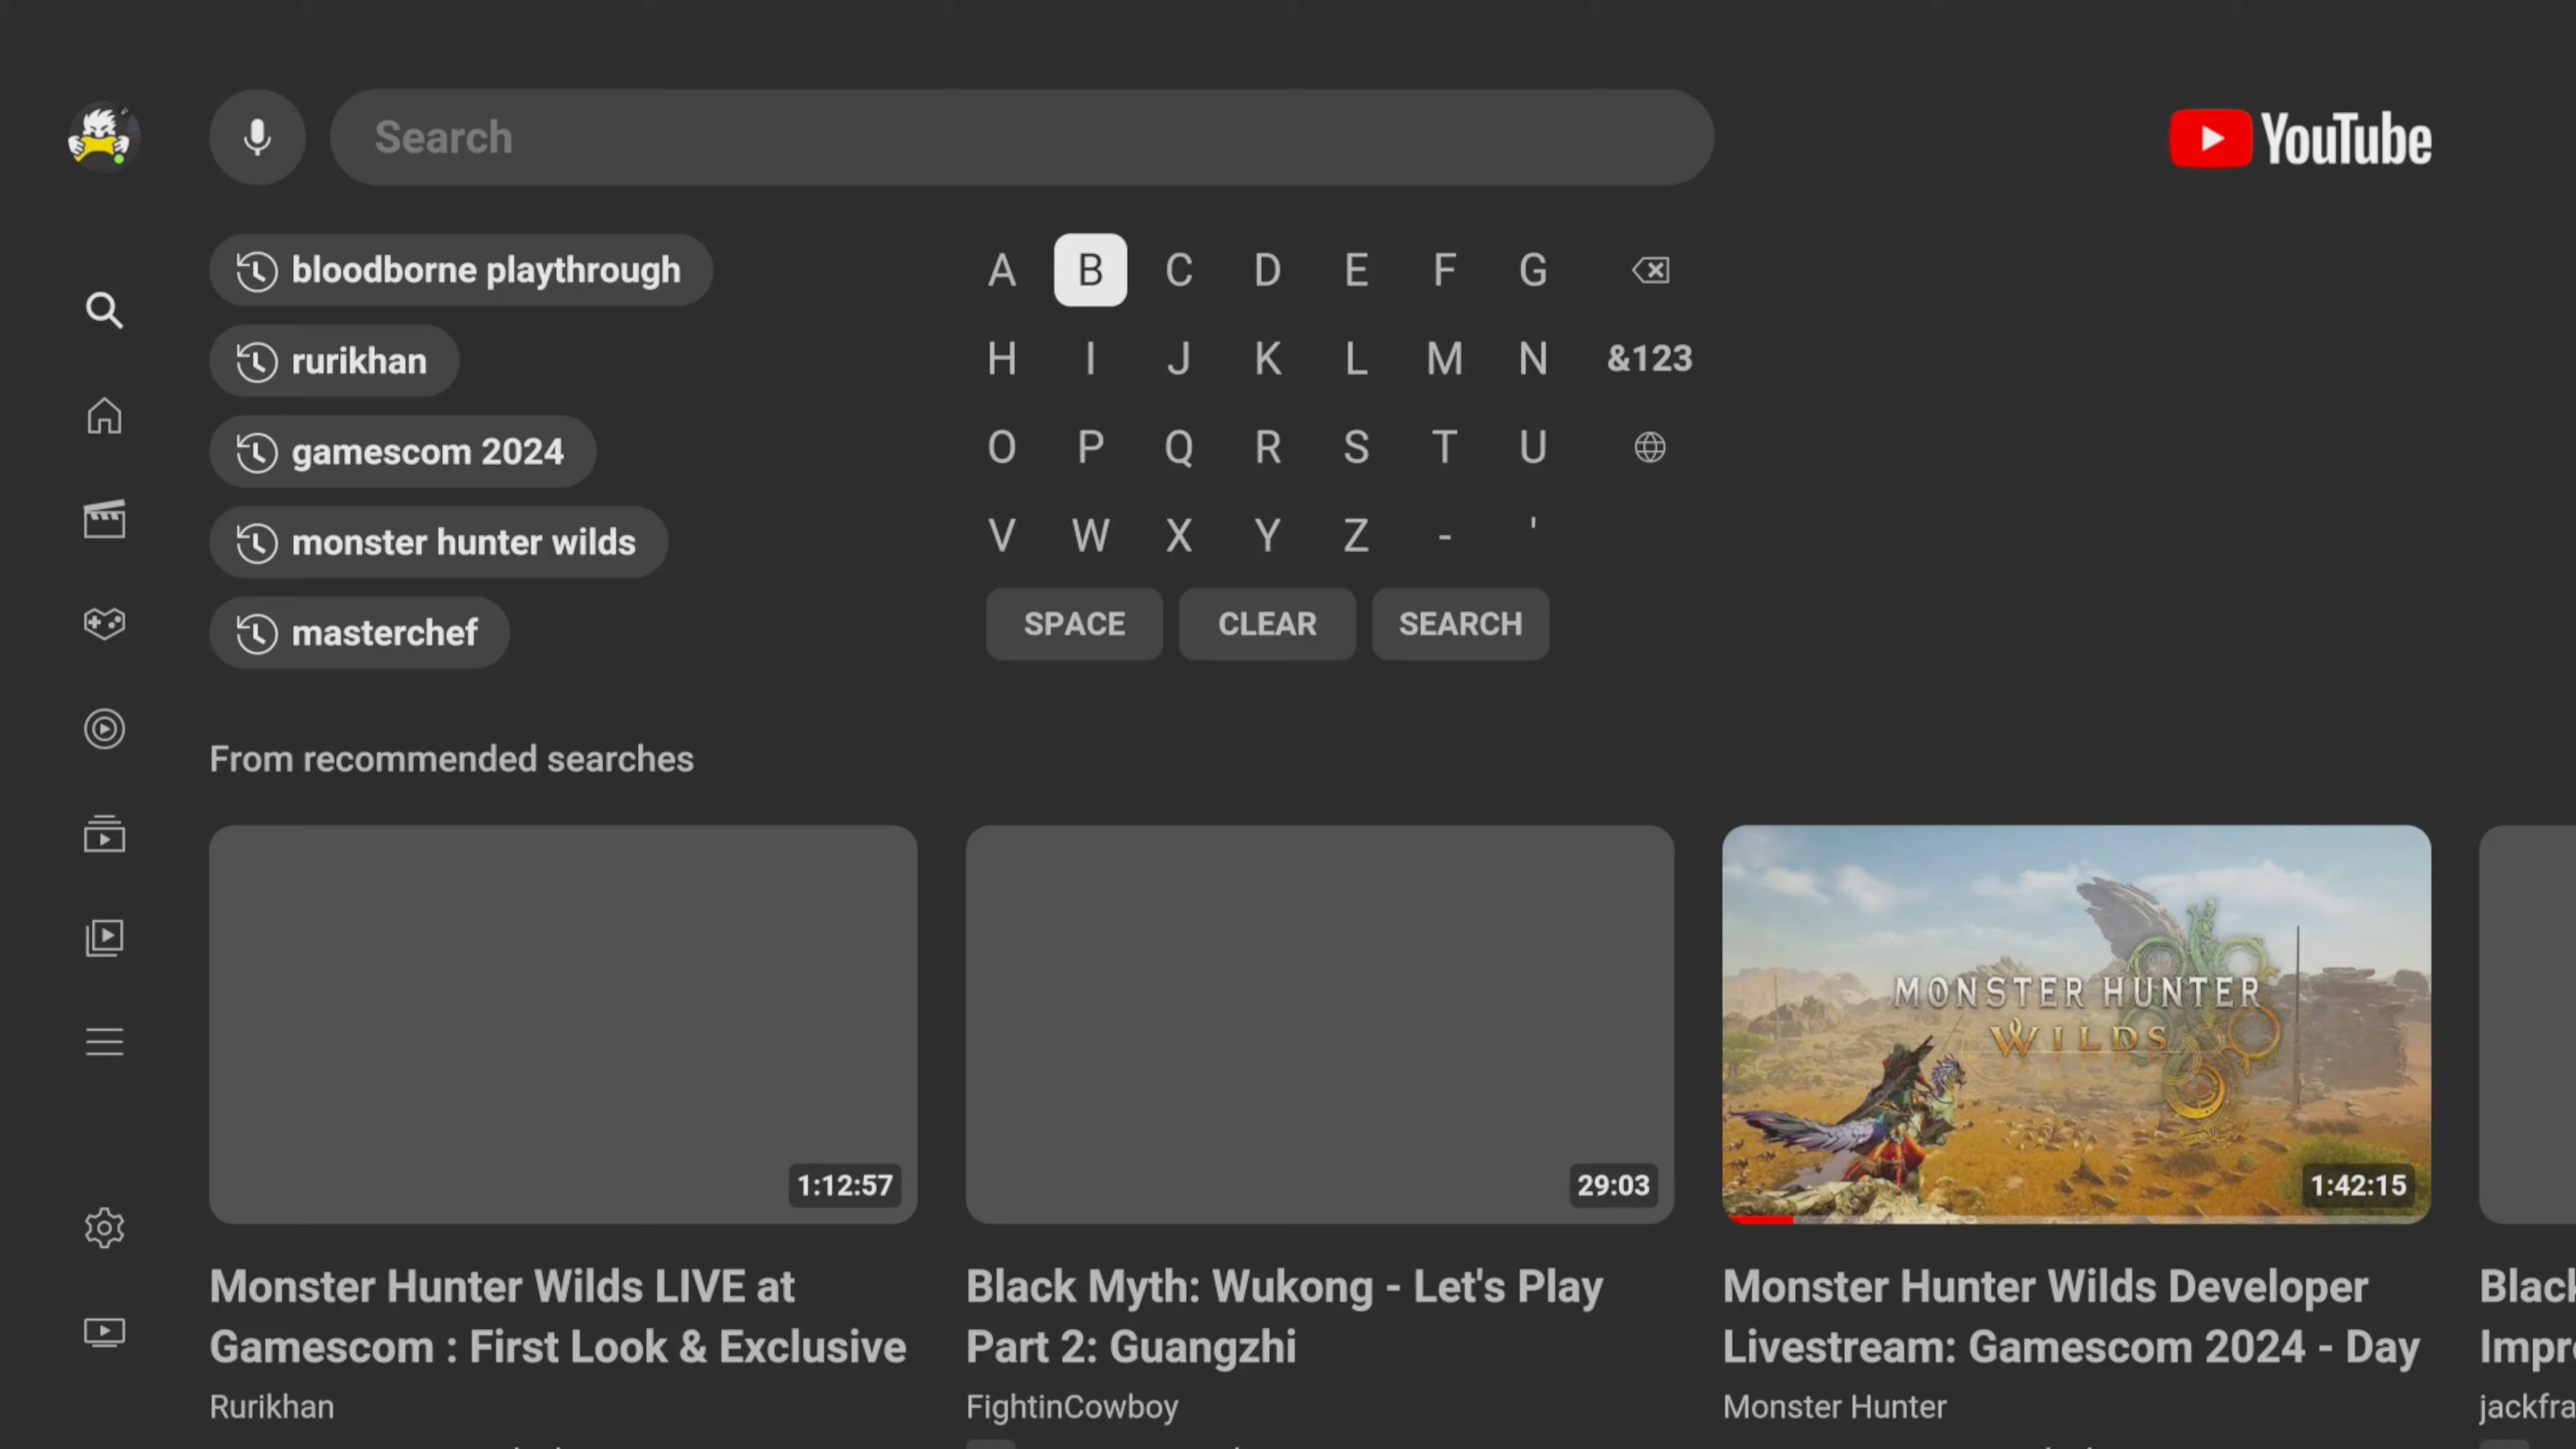 Search
YouTube
bloodborne playthrough
rurikhan
gamescom 2024
monster hunter wilds
masterchef
A B C D E F G
H I J K L M N &123
O P Q R S T U
V W X Y Z - '
SPACE CLEAR SEARCH
From recommended searches
1:12:57
29:03
MONSTER HUNTER
WILDS
1:42:15
Monster Hunter Wilds LIVE at
Gamescom : First Look & Exclusive
Rurikhan
Black Myth: Wukong - Let's Play
Part 2: Guangzhi
FightinCowboy
Monster Hunter Wilds Developer
Livestream: Gamescom 2024 - Day
Monster Hunter